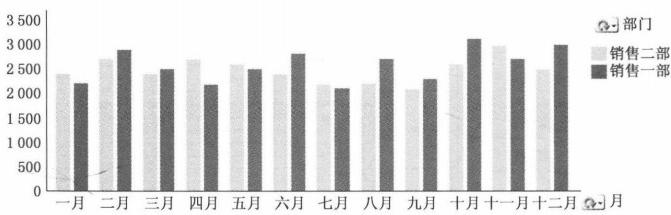 3 500
3 000
2 500
2 000
1 500
1 000
500
0
一月 二月 三月 四月 五月 六月 七月 八月 九月 十月 十一月 十二月
月
部门
销售二部
销售一部